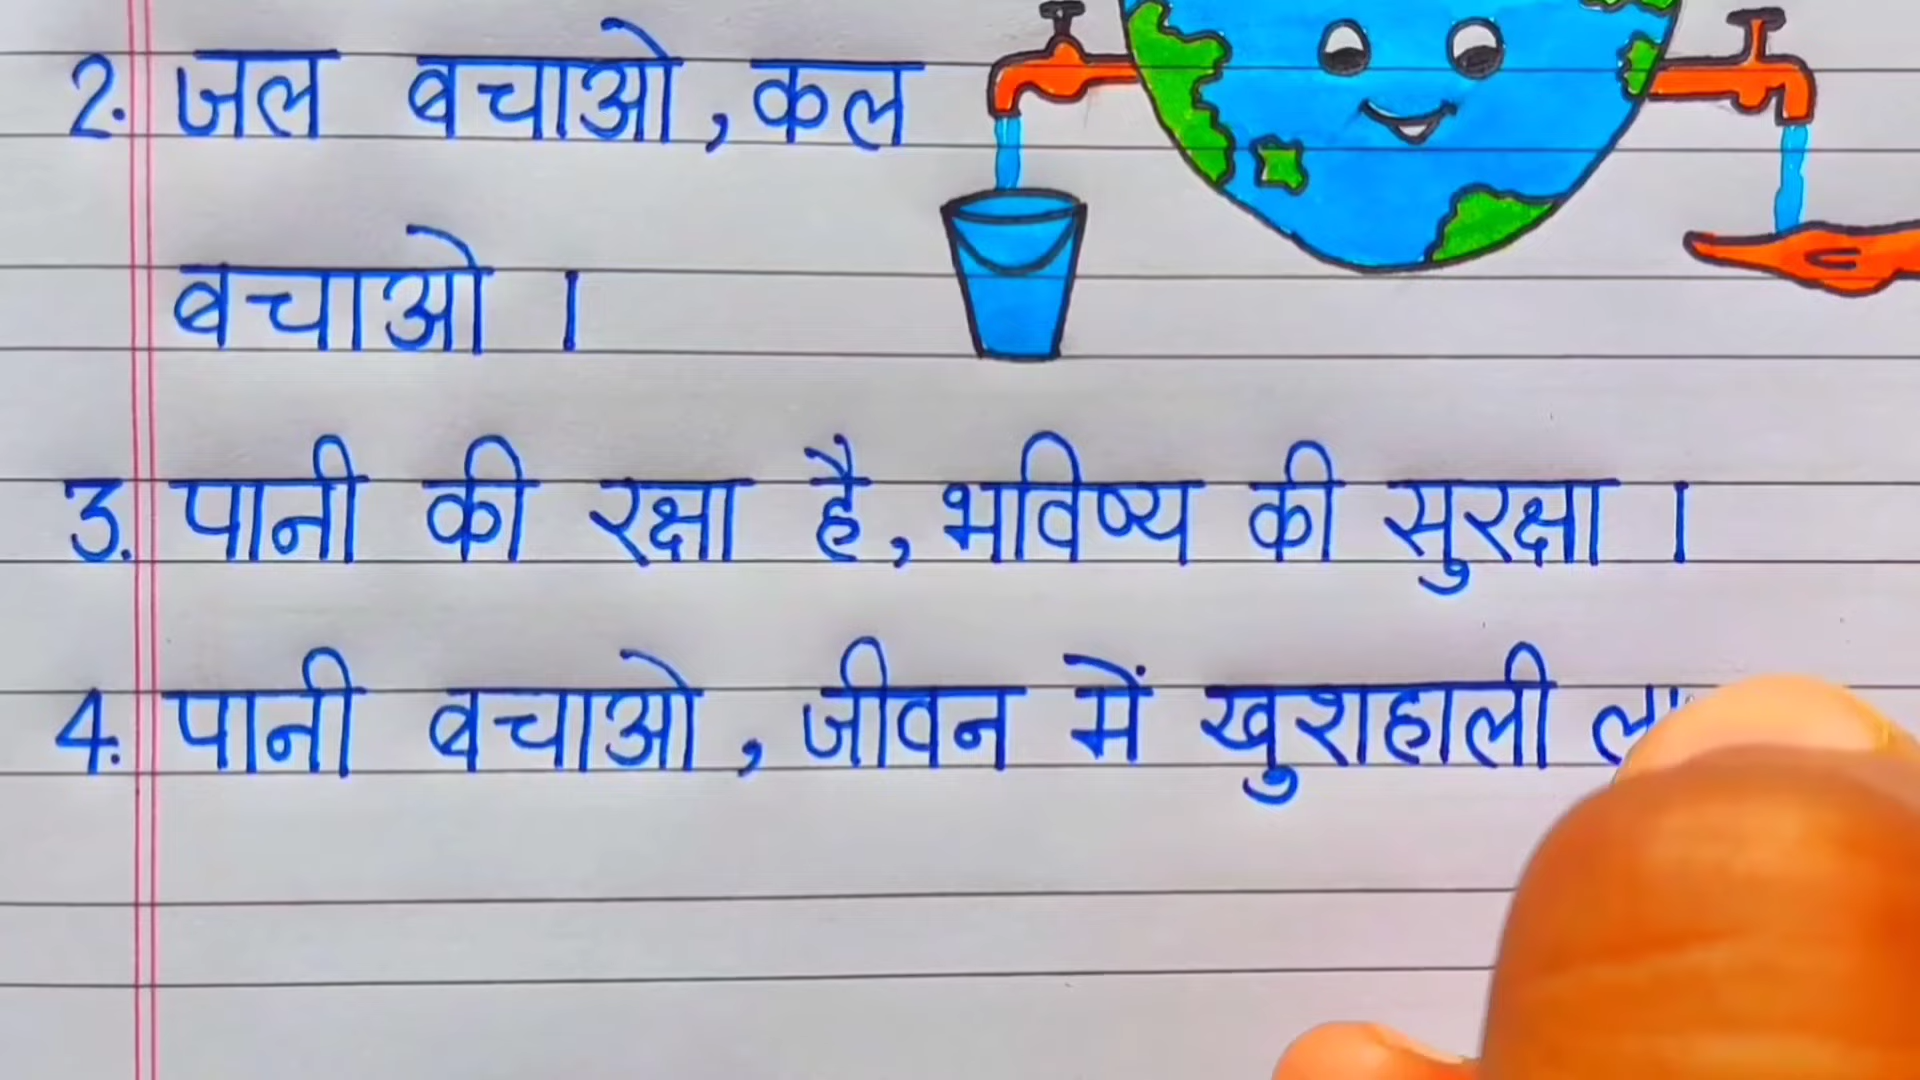 2. जल बचाओ, कल
बचाओ ।
3. पानी की रक्षा है, भविष्य की सुरक्षा ।
4. पानी बचाओ, जीवन में खुशहाली